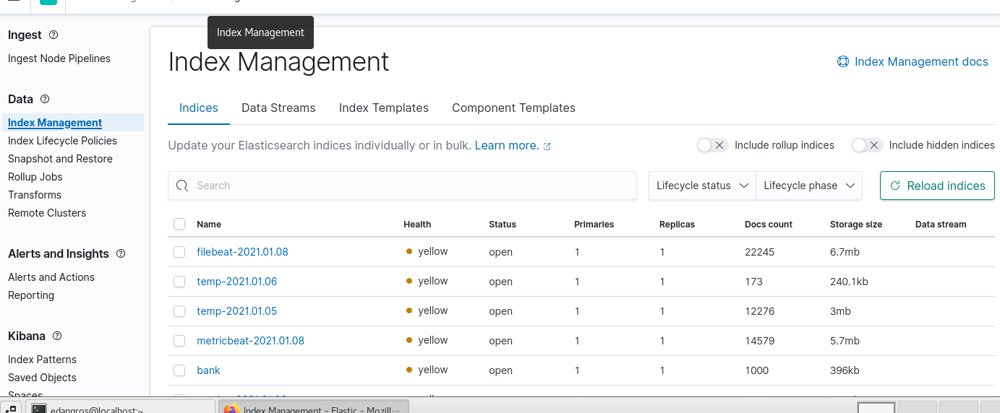 Ingest
Ingest Node Pipelines
Data
Index Management
Index Lifecycle Policies
Snapshot and Restore
Rollup Jobs
Transforms
Remote Clusters
Alerts and Insights
Alerts and Actions
Reporting
Kibana
Index Patterns
Saved Objects
Spaces
Index Management
Index Management
Index Management docs
Indices Data Streams Index Templates Component Templates
Update your Elasticsearch indices individually or in bulk. Learn more. Include rollup indices Include hidden indices
Search Lifecycle status Lifecycle phase Reload indices
Name Health Status Primaries Replicas Docs count Storage size Data stream
filebeat-2021.01.08 yellow open 1 1 22245 6.7mb
temp-2021.01.06 yellow open 1 1 173 240.1kb
temp-2021.01.05 yellow open 1 1 12276 3mb
metricbeat-2021.01.08 yellow open 1 1 14579 5.7mb
bank yellow open 1 1 1000 396kb
edangros@localhost:~ Index Management - Elastic - Mozill...